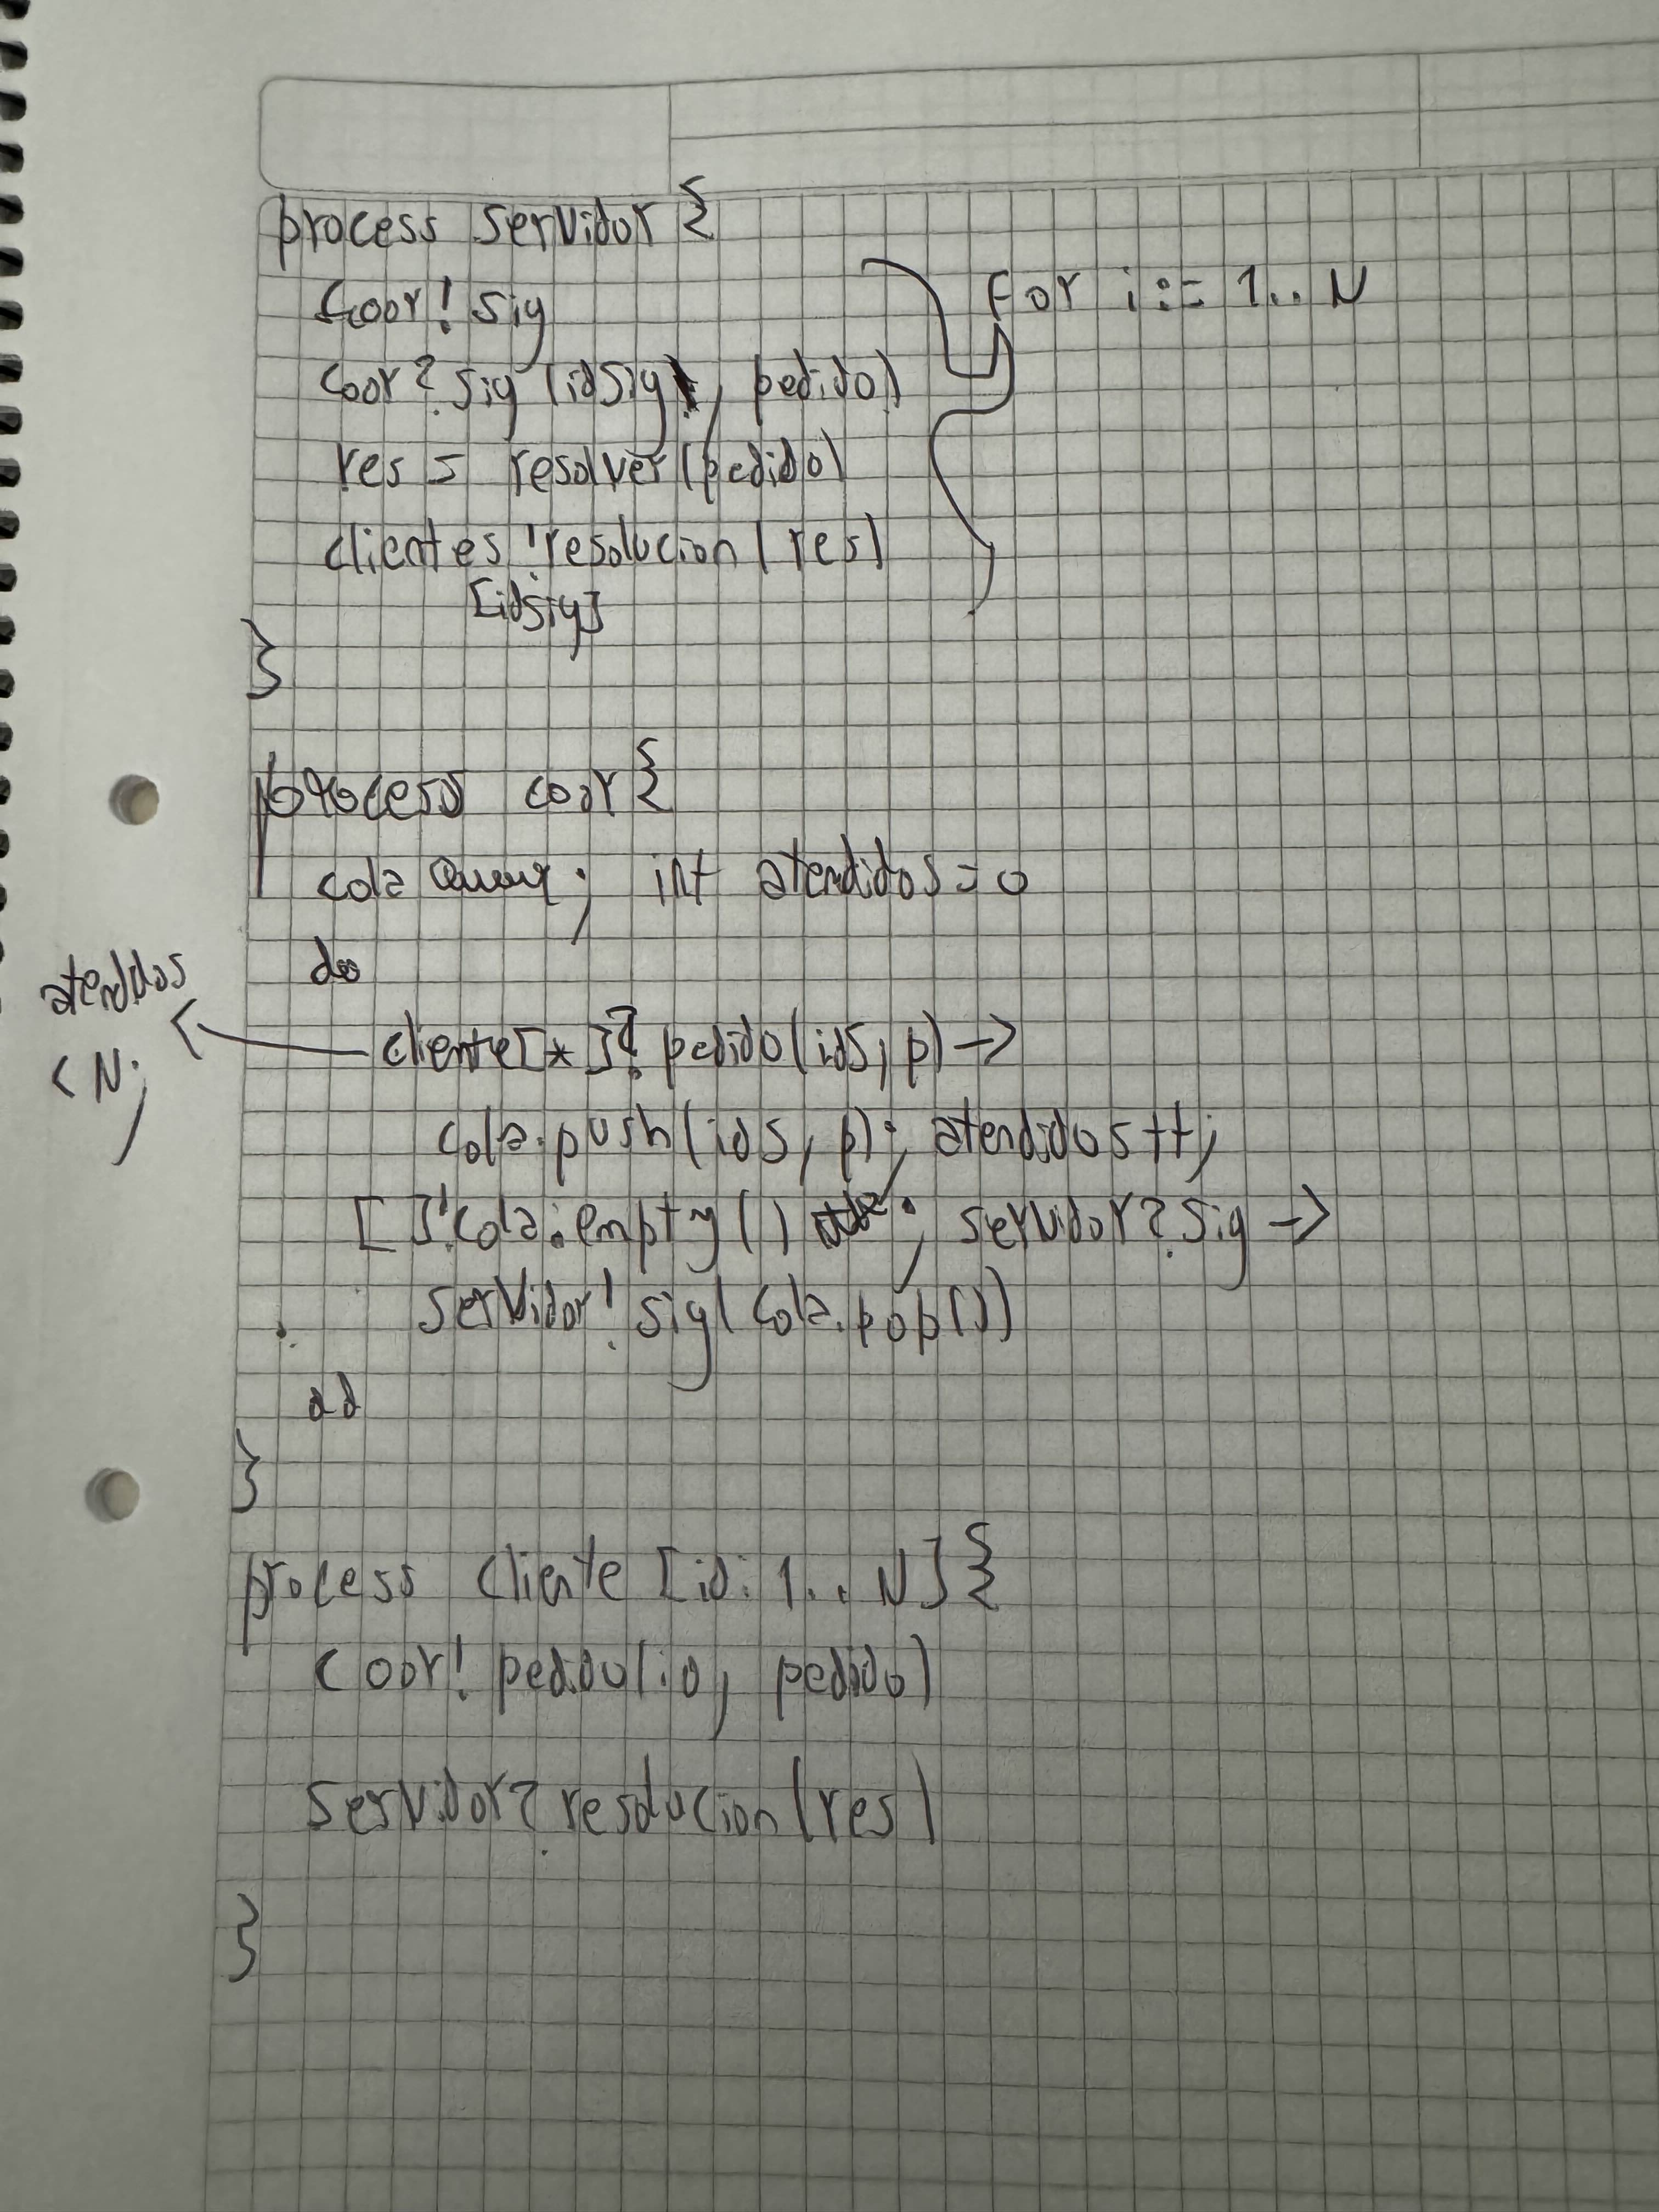 process servidor {
for i := 1.. N
coor! sig
coor? sig (idsig, pedido)
res = resolver(pedido)
clientes !resolucion (res)
[idsig]
}
process coor {
cola Queue; int atendidos = 0
do
atendidos
< N;
cliente[*]? pedido(ids, p) ->
cola.push(ids, p); atendidos++;
[ ] !cola.empty() ; servidor? sig ->
servidor! sig( cola.pop())
od
}
process cliente [id: 1.. N] {
coor! pedido(id, pedido)
servidor? resolucion (res)
}